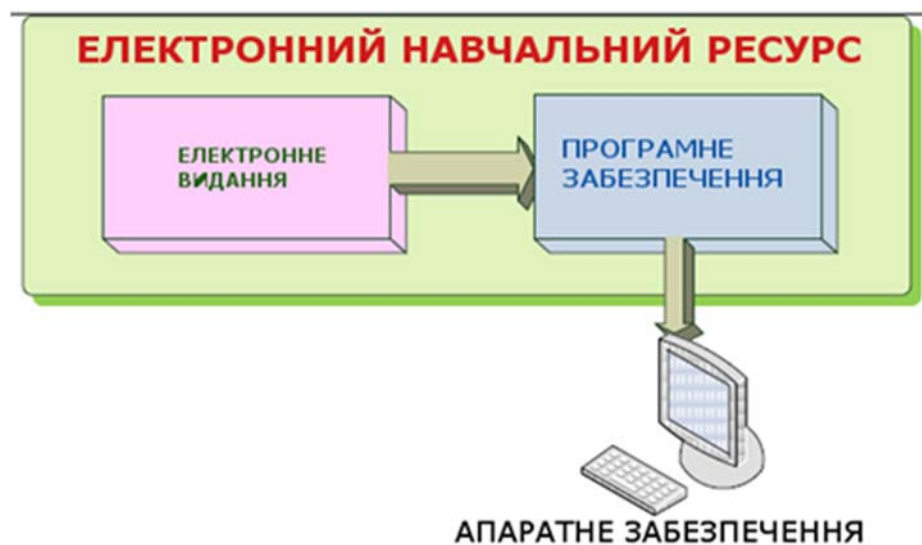 ЕЛЕКТРОННИЙ НАВЧАЛЬНИЙ РЕСУРС
ЕЛЕКТРОННЕ
ВИДАННЯ
ПРОГРАМНЕ
ЗАБЕЗПЕЧЕННЯ
АПАРАТНЕ ЗАБЕЗПЕЧЕННЯ